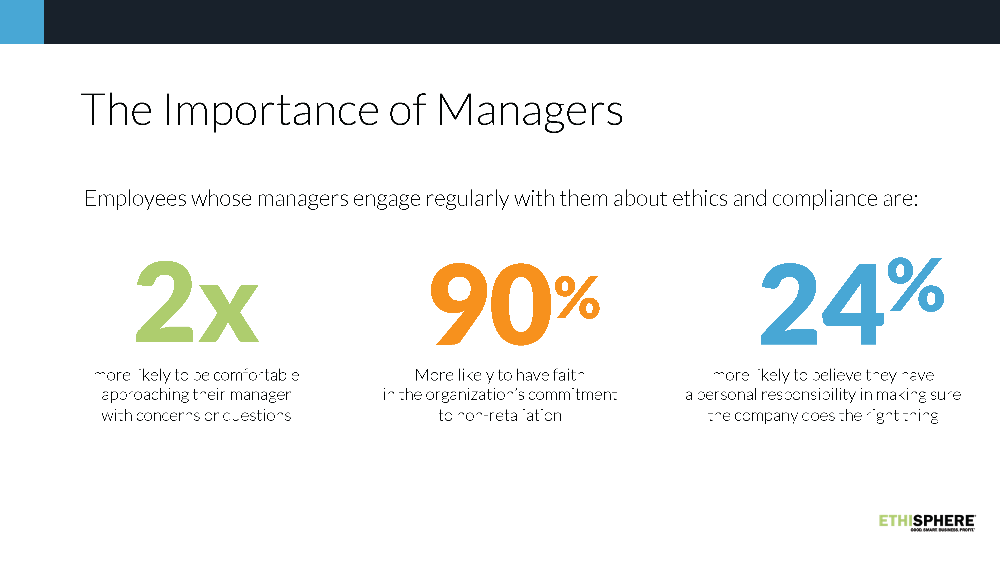 The Importance of Managers
Employees whose managers engage regularly with them about ethics and compliance are:
2x
more likely to be comfortable
approaching their manager
with concerns or questions
90%
More likely to have faith
in the organization’s commitment
to non-retaliation
24%
more likely to believe they have
a personal responsibility in making sure
the company does the right thing
ETHISPHERE®
GOOD. SMART. BUSINESS. PROFIT.®